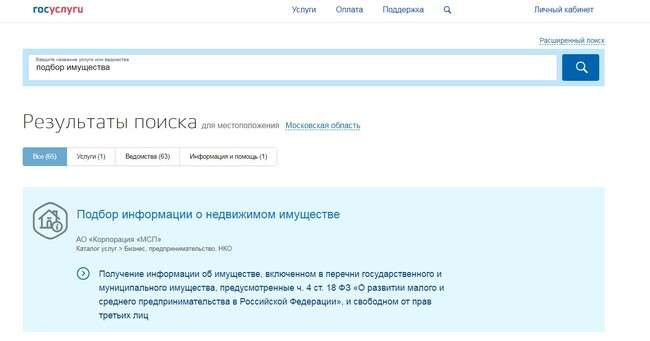 госуслуги
Услуги Оплата Поддержка Личный кабинет
Расширенный поиск
Введите название услуги или ведомства
подбор имущества
Результаты поиска для местоположения Московская область
Все (65) Услуги (1) Ведомства (63) Информация и помощь (1)
Подбор информации о недвижимом имуществе
АО «Корпорация «МСП»
Каталог услуг > Бизнес, предпринимательство, НКО
Получение информации об имуществе, включенном в перечни государственного и
муниципального имущества, предусмотренные ч. 4 ст. 18 ФЗ «О развитии малого и
среднего предпринимательства в Российской Федерации», и свободном от прав
третьих лиц